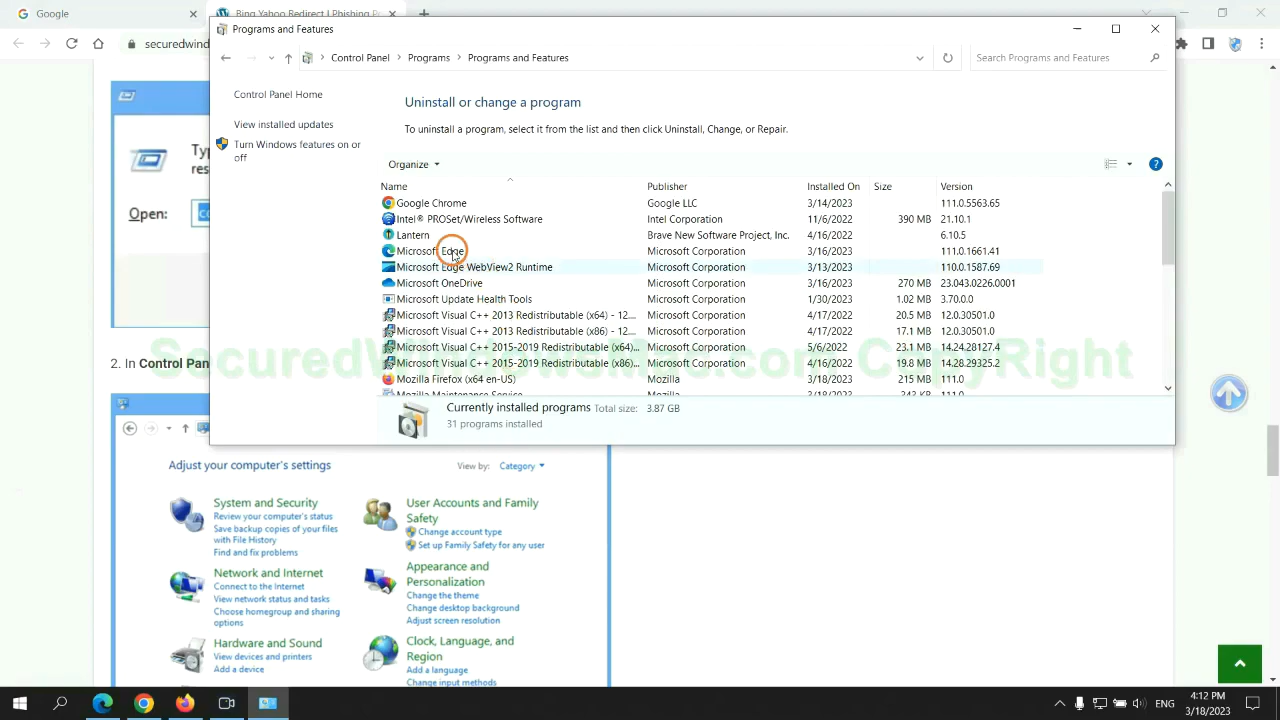 Google
Bing Yahoo Redirect | Phishing Pr
securedwind
Programs and Features
Control Panel > Programs > Programs and Features
Search Programs and Features
Control Panel Home
View installed updates
Turn Windows features on or
off
Uninstall or change a program
To uninstall a program, select it from the list and then click Uninstall, Change, or Repair.
Organize
Name Publisher Installed On Size Version
Google Chrome Google LLC 3/14/2023 111.0.5563.65
Intel® PROSet/Wireless Software Intel Corporation 11/6/2022 390 MB 21.10.1
Lantern Brave New Software Project, Inc. 4/16/2022 6.10.5
Microsoft Edge Microsoft Corporation 3/16/2023 111.0.1661.41
Microsoft Edge WebView2 Runtime Microsoft Corporation 3/13/2023 110.0.1587.69
Microsoft OneDrive Microsoft Corporation 3/16/2023 270 MB 23.043.0226.0001
Microsoft Update Health Tools Microsoft Corporation 1/30/2023 1.02 MB 3.70.0.0
Microsoft Visual C++ 2013 Redistributable (x64) - 12.... Microsoft Corporation 4/17/2022 20.5 MB 12.0.30501.0
Microsoft Visual C++ 2013 Redistributable (x86) - 12.... Microsoft Corporation 4/17/2022 17.1 MB 12.0.30501.0
Microsoft Visual C++ 2015-2019 Redistributable (x64)... Microsoft Corporation 5/6/2022 23.1 MB 14.24.28127.4
Microsoft Visual C++ 2015-2019 Redistributable (x86)... Microsoft Corporation 4/16/2022 19.8 MB 14.28.29325.2
Mozilla Firefox (x64 en-US) Mozilla 3/18/2023 215 MB 111.0
Mozilla Maintenance Service Mozilla 3/18/2023 343 KB 111.0
Currently installed programs Total size: 3.87 GB
31 programs installed
Ty
res
Open: co
2. In Control Pan
Adjust your computer's settings
View by: Category
System and Security
Review your computer's status
Save backup copies of your files
with File History
Find and fix problems
Network and Internet
Connect to the Internet
View network status and tasks
Choose homegroup and sharing
options
Hardware and Sound
View devices and printers
Add a device
User Accounts and Family
Safety
Change account type
Set up Family Safety for any user
Appearance and
Personalization
Change the theme
Change desktop background
Adjust screen resolution
Clock, Language, and
Region
Add a language
Change input methods
ENG
4:12 PM
3/18/2023